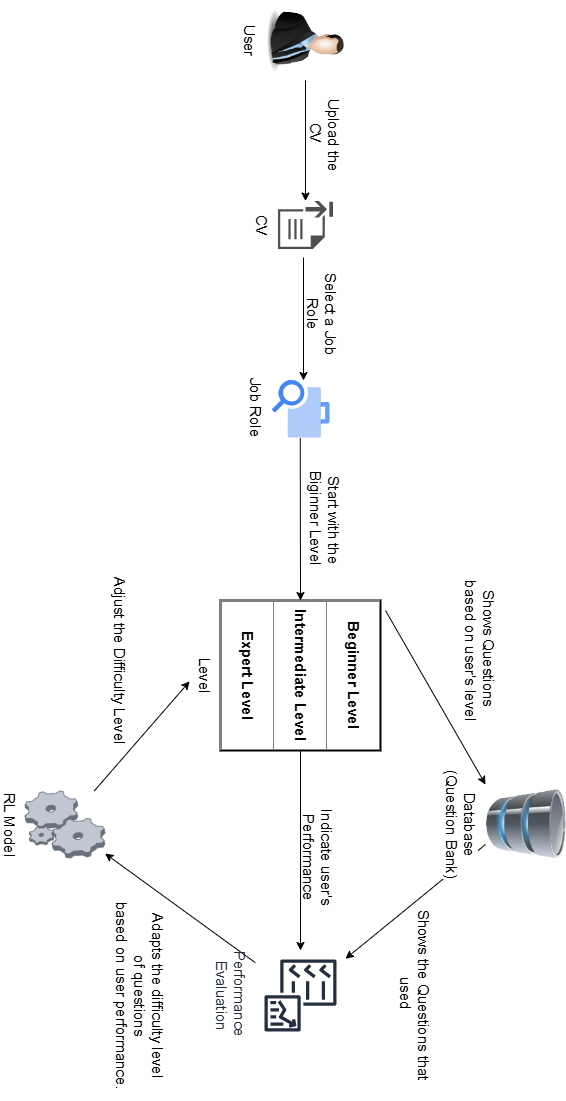 User
Upload the
CV
CV
Select a Job
Role
Job Role
Start with the
Biginner Level
Beginner Level
Intermediate Level
Expert Level
Level
Shows Questions
based on user's level
Database
(Question Bank)
Shows the Questions that
used
Indicate user's
Performance
Performance
Evaluation
Adapts the difficulty level
of questions
based on user performance.
RL Model
Adjust the Difficulty Level